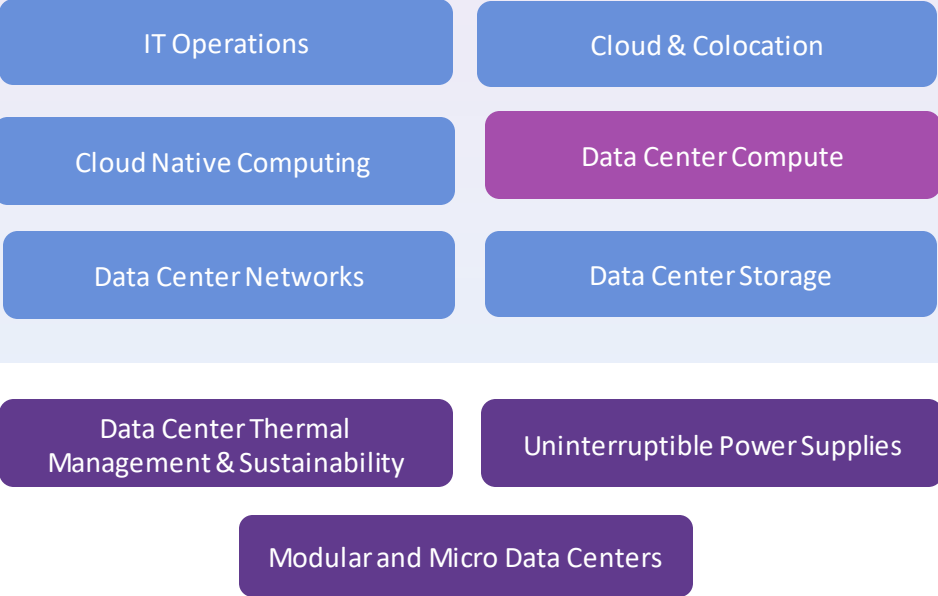 IT Operations
Cloud & Colocation
Cloud Native Computing
Data Center Compute
Data Center Networks
Data Center Storage
Data Center Thermal
Management & Sustainability
Uninterruptible Power Supplies
Modular and Micro Data Centers